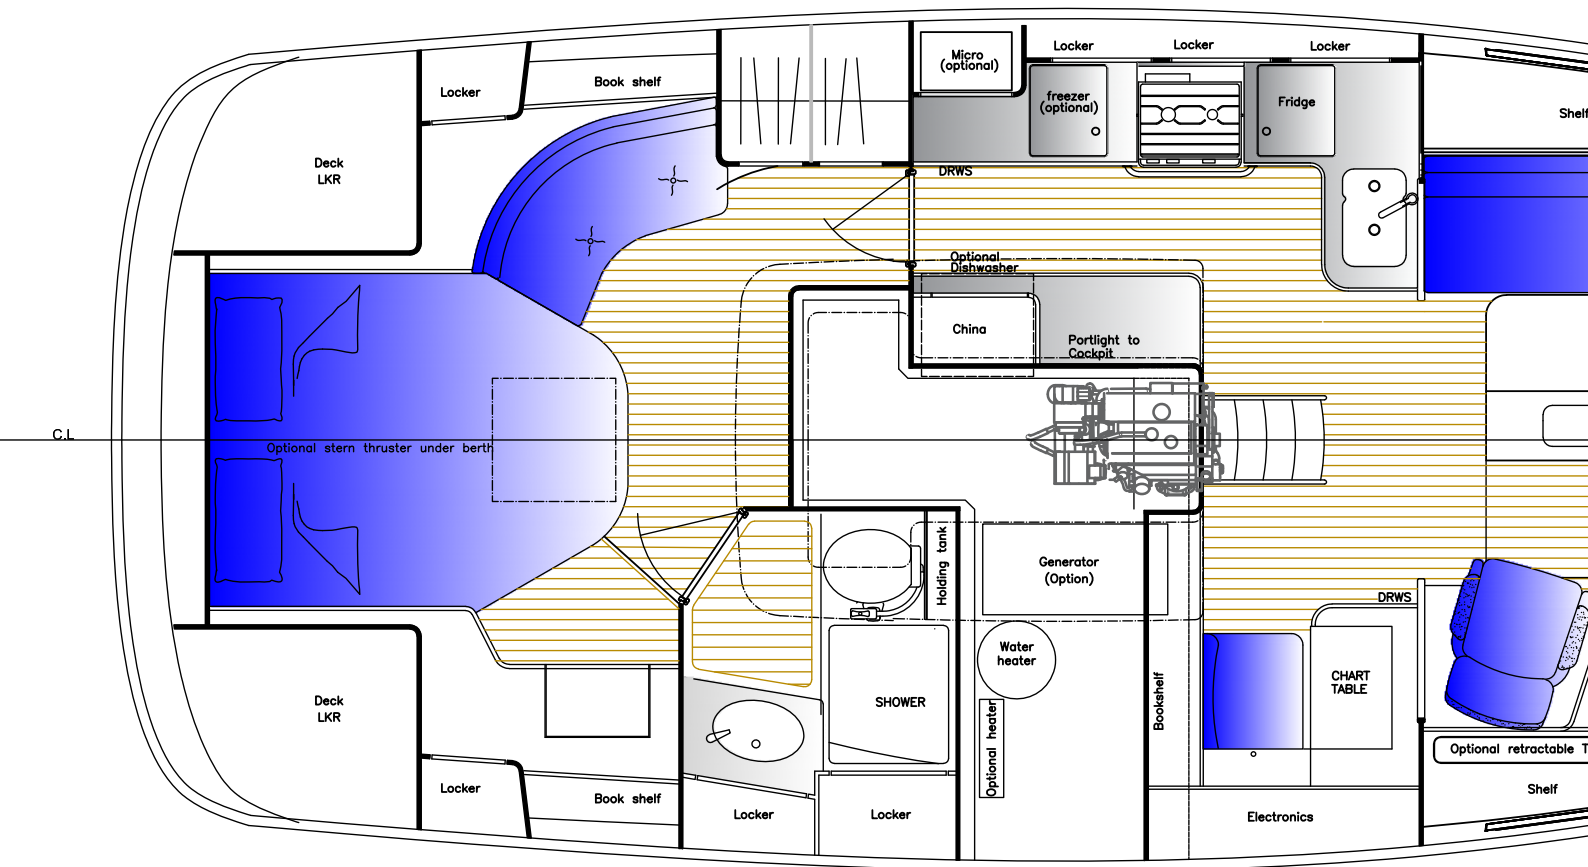 Micro
(optional)
Locker
Locker
Locker
Locker
Book shelf
freezer
(optional)
Fridge
Shelf
Deck
LKR
DRWS
Optional
Dishwasher
China
Portlight to
Cockpit
C.L
Optional stern thruster under berth
Holding tank
Generator
(Option)
DRWS
Water
heater
CHART
TABLE
Deck
LKR
SHOWER
Bookshelf
Optional heater
Optional retractable T
Locker
Book shelf
Shelf
Locker
Locker
Electronics